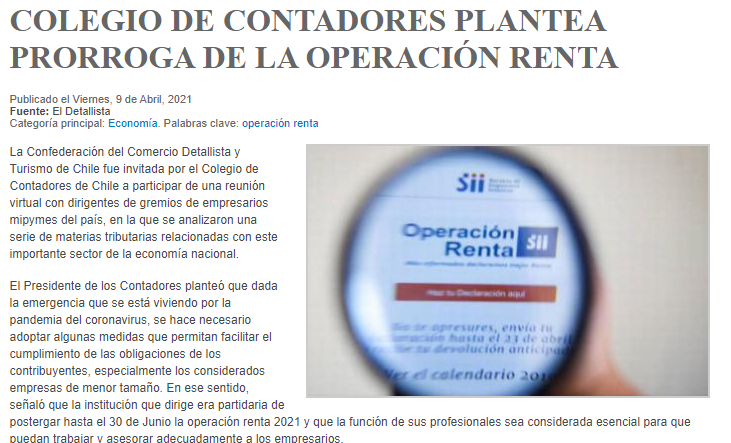 COLEGIO DE CONTADORES PLANTEA
PRORROGA DE LA OPERACIÓN RENTA
Publicado el Viernes, 9 de Abril, 2021
Fuente: El Detallista
Categoría principal: Economía. Palabras clave: operación renta
La Confederación del Comercio Detallista y
Turismo de Chile fue invitada por el Colegio de
Contadores de Chile a participar de una reunión
virtual con dirigentes de gremios de empresarios
mipymes del país, en la que se analizaron una
serie de materias tributarias relacionadas con este
importante sector de la economía nacional.
El Presidente de los Contadores planteó que dada
la emergencia que se está viviendo por la
pandemia del coronavirus, se hace necesario
adoptar algunas medidas que permitan facilitar el
cumplimiento de las obligaciones de los
contribuyentes, especialmente los considerados
empresas de menor tamaño. En ese sentido,
señaló que la institución que dirige era partidaria de
postergar hasta el 30 de Junio la operación renta 2021 y que la función de sus profesionales sea considerada esencial para que
puedan trabajar y asesorar adecuadamente a los empresarios.
Sii
Operación
Renta
SII
Haz tu Declaración aquí
No te apresures, envía tu
declaración hasta el 23 de abril
tu devolución anticipada
Ver el calendario